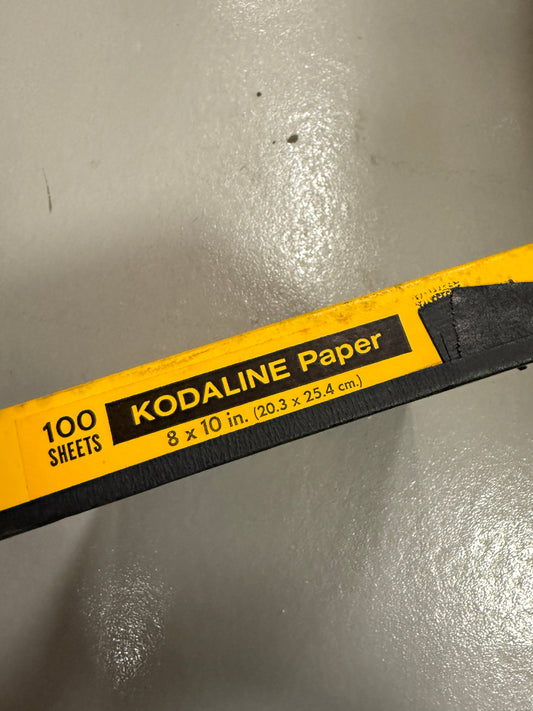 100
SHEETS
KODALINE Paper
8 x 10 in. (20.3 x 25.4 cm.)